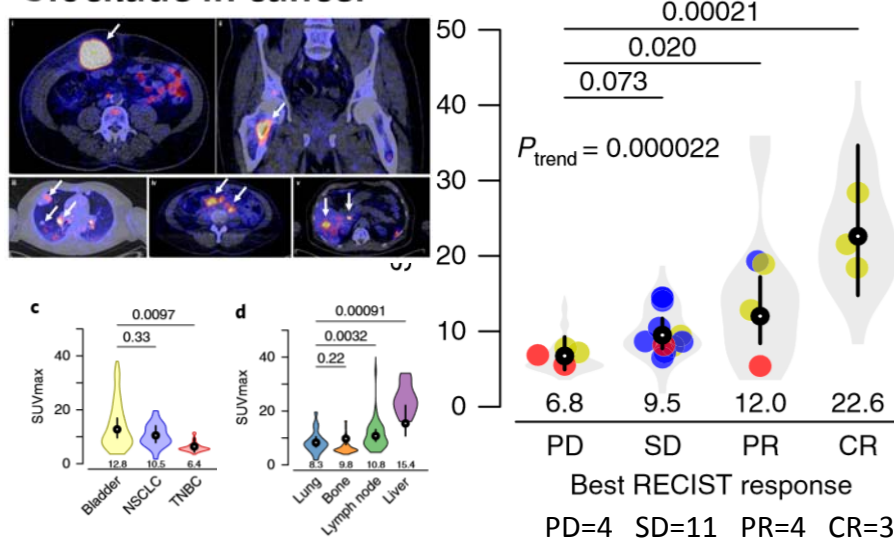 i
ii
iii
iv
v
c
0.0097
0.33
SUVmax
40
20
0
12.8
10.5
6.4
Bladder
NSCLC
TNBC
d
0.00091
0.0032
0.22
SUVmax
40
20
0
8.3
9.8
10.8
15.4
Lung
Bone
Lymph node
Liver
0.00021
0.020
0.073
Ptrend = 0.000022
50
40
30
20
10
0
6.8
9.5
12.0
22.6
PD
SD
PR
CR
Best RECIST response
PD=4 SD=11 PR=4 CR=3